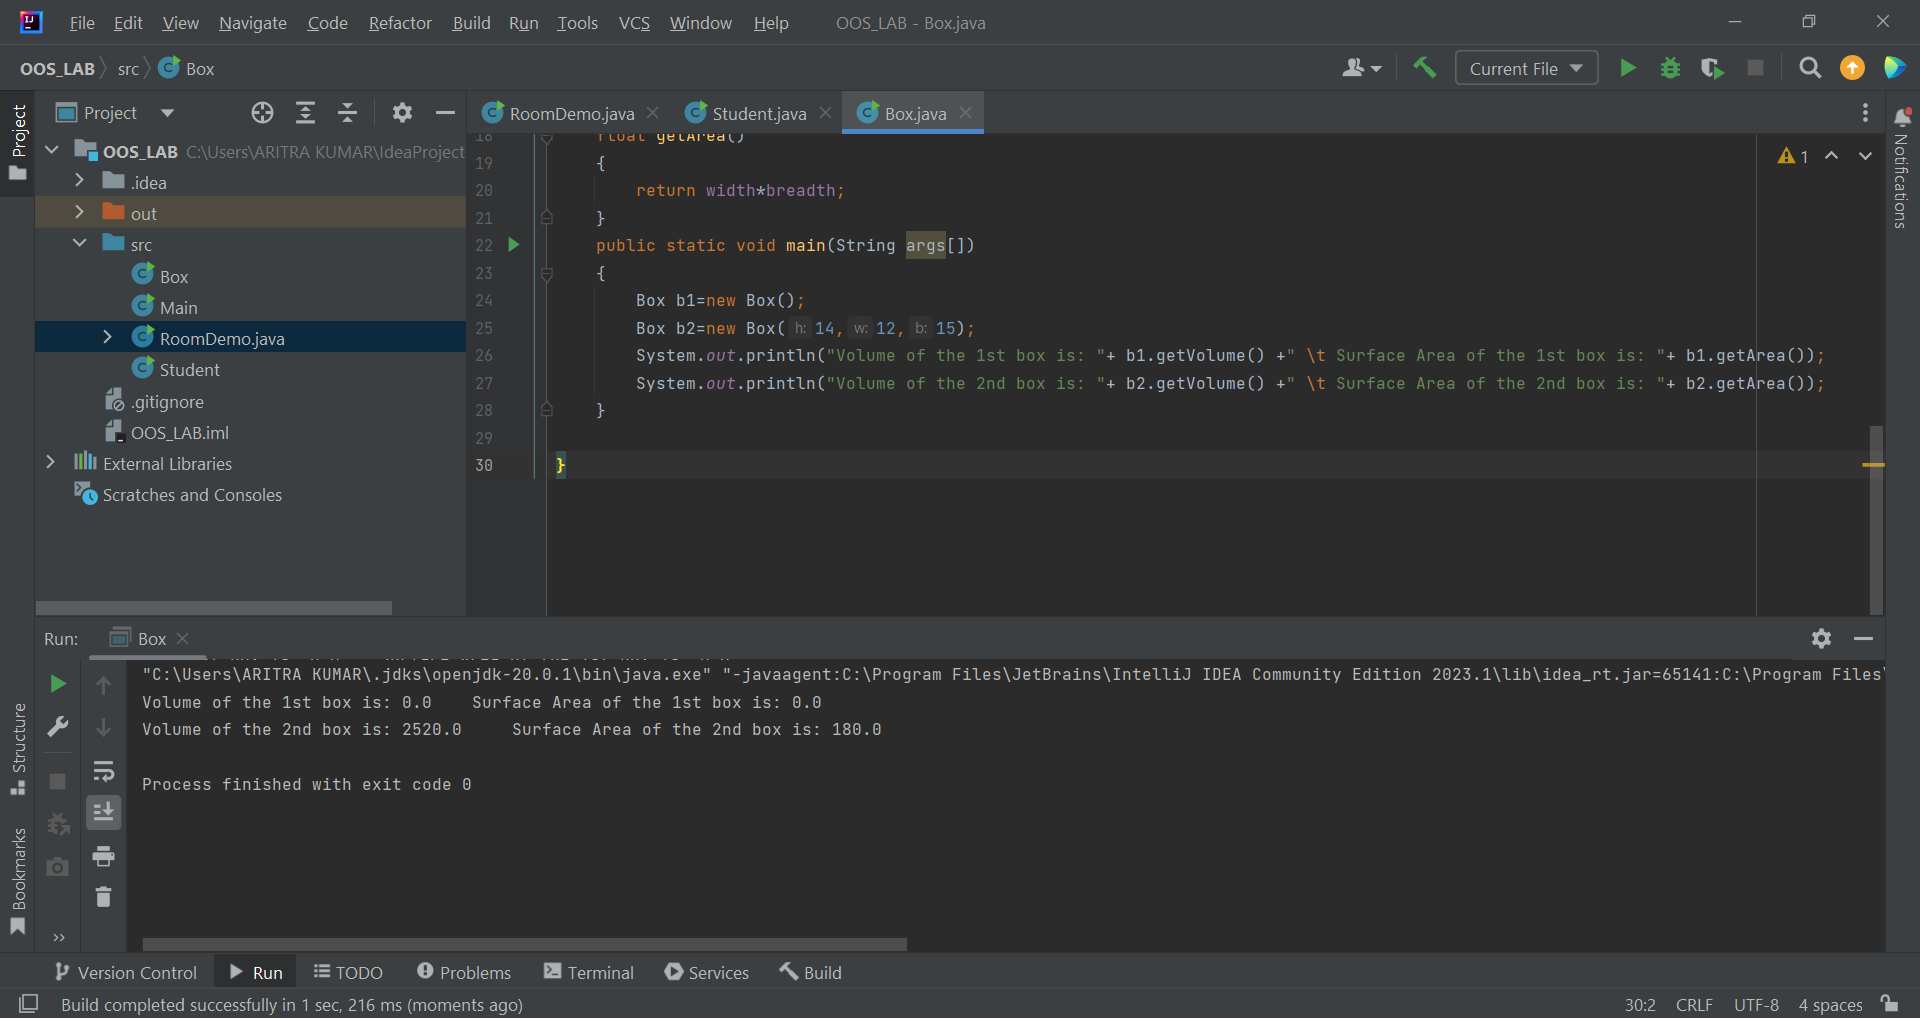 File Edit View Navigate Code Refactor Build Run Tools VCS Window Help OOS_LAB - Box.java
OOS_LAB src Box Current File
Project RoomDemo.java Student.java Box.java
Project
Notifications
OOS_LAB C:\Users\ARITRA KUMAR\IdeaProject
.idea
out
src
Box
Main
RoomDemo.java
Student
.gitignore
OOS_LAB.iml
External Libraries
Scratches and Consoles
1
18 float getArea()
19 {
20 return width*breadth;
21 }
22 public static void main(String args[])
23 {
24 Box b1=new Box();
25 Box b2=new Box( h: 14, w: 12, b: 15);
26 System.out.println("Volume of the 1st box is: "+ b1.getVolume() +" \t Surface Area of the 1st box is: "+ b1.getArea());
27 System.out.println("Volume of the 2nd box is: "+ b2.getVolume() +" \t Surface Area of the 2nd box is: "+ b2.getArea());
28 }
29
30 }
Run: Box
"C:\Users\ARITRA KUMAR\.jdks\openjdk-20.0.1\bin\java.exe" "-javaagent:C:\Program Files\JetBrains\IntelliJ IDEA Community Edition 2023.1\lib\idea_rt.jar=65141:C:\Program Files\
Volume of the 1st box is: 0.0 Surface Area of the 1st box is: 0.0
Volume of the 2nd box is: 2520.0 Surface Area of the 2nd box is: 180.0
Process finished with exit code 0
Structure
Bookmarks
Version Control Run TODO Problems Terminal Services Build
Build completed successfully in 1 sec, 216 ms (moments ago) 30:2 CRLF UTF-8 4 spaces